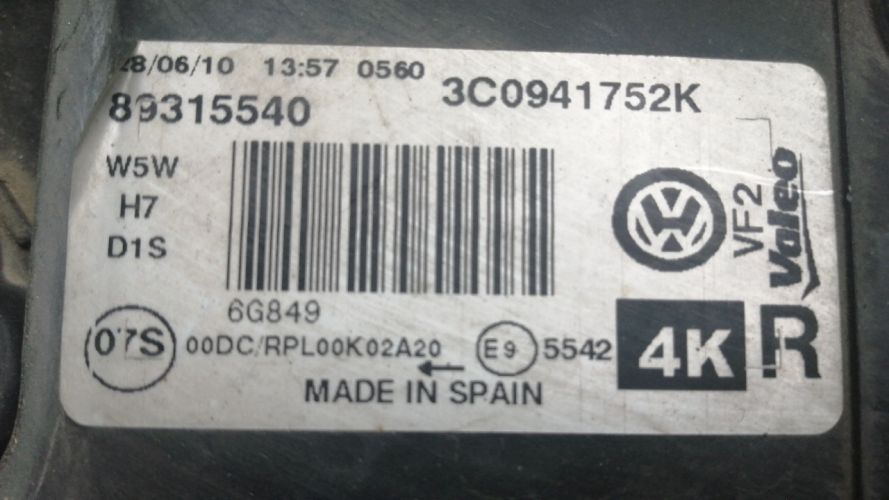 28/06/10 13:57 0560
89315540
3C0941752K
W5W
H7
D1S
6G849
VF2
Valeo
07S
00DC/RPL00K02A20
E9
5542
4K
R
MADE IN SPAIN